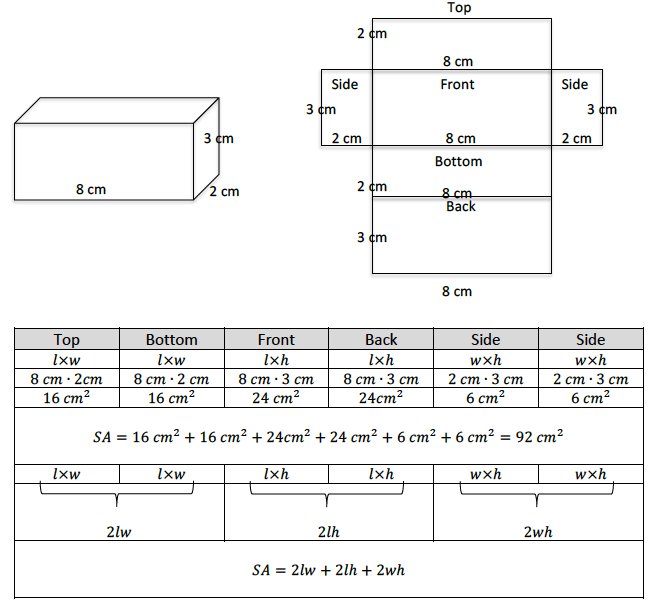 Top
2 cm
8 cm
Side Front Side
3 cm 3 cm 3 cm
2 cm 8 cm 2 cm
8 cm 2 cm
Bottom
2 cm
8 cm
Back
3 cm
8 cm
Top Bottom Front Back Side Side
l×w l×w l×h l×h w×h w×h
8 cm · 2cm 8 cm · 2 cm 8 cm · 3 cm 8 cm · 3 cm 2 cm · 3 cm 2 cm · 3 cm
16 cm² 16 cm² 24 cm² 24cm² 6 cm² 6 cm²
SA = 16 cm² + 16 cm² + 24cm² + 24 cm² + 6 cm² + 6 cm² = 92 cm²
l×w l×w l×h l×h w×h w×h
2lw 2lh 2wh
SA = 2lw + 2lh + 2wh